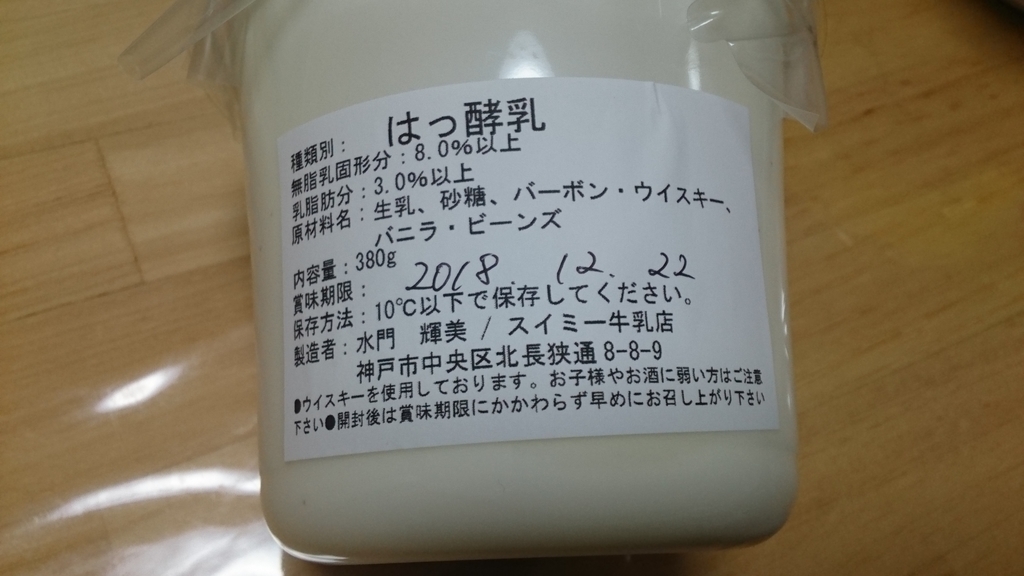 種類別： はっ酵乳
無脂乳固形分：8.0%以上
乳脂肪分：3.0%以上
原材料名：生乳、砂糖、バーボン・ウイスキー、
バニラ・ビーンズ
内容量：380g
賞味期限： 2018. 12. 22
保存方法：10℃以下で保存してください。
製造者：水門 輝美 / スイミー牛乳店
神戸市中央区北長狭通8-8-9
●ウイスキーを使用しております。お子様やお酒に弱い方はご注意
下さい●開封後は賞味期限にかかわらず早めにお召し上がり下さい